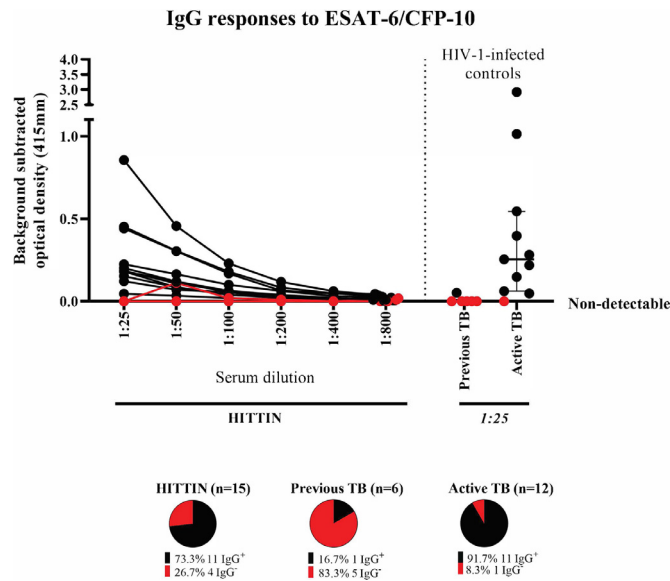 IgG responses to ESAT-6/CFP-10
HIV-1-infected
controls
Background subtracted
optical density (415mm)
4.0
3.5
3.0
2.5
1.0
0.5
0.0
Non-detectable
1:25
1:50
1:100
1:200
1:400
1:800
Previous TB
Active TB
Serum dilution
HITTIN
1:25
HITTIN (n=15)
Previous TB (n=6)
Active TB (n=12)
73.3% 11 IgG⁺
26.7% 4 IgG⁻
16.7% 1 IgG⁺
83.3% 5 IgG⁻
91.7% 11 IgG⁺
8.3% 1 IgG⁻